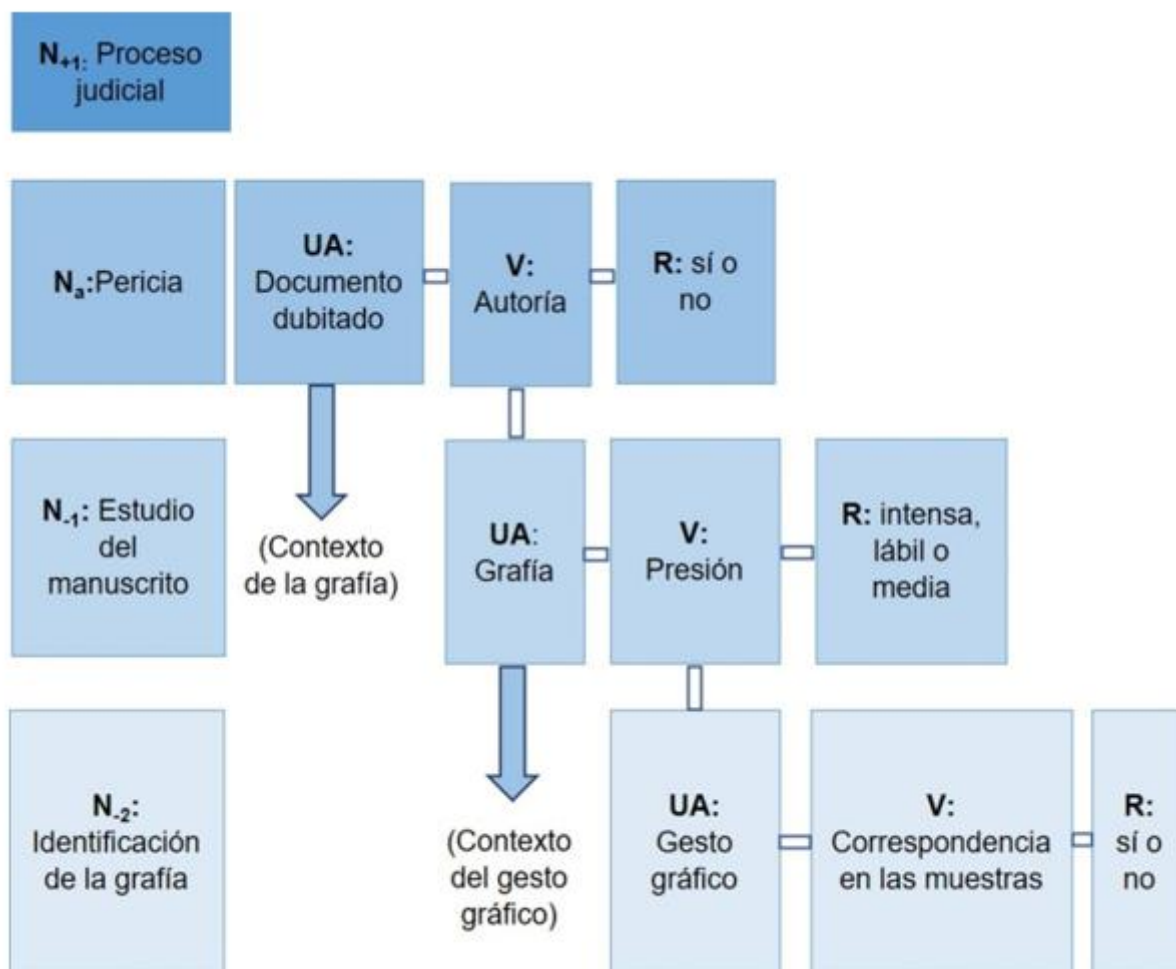 N+1: Proceso
judicial
Na:Pericia
UA:
Documento
dubitado
V:
Autoría
R: sí o
no
N-1: Estudio
del
manuscrito
(Contexto
de la grafía)
UA:
Grafía
V:
Presión
R: intensa,
lábil o
media
N-2:
Identificación
de la grafía
(Contexto
del gesto
gráfico)
UA:
Gesto
gráfico
V:
Correspondencia
en las muestras
R:
sí o
no